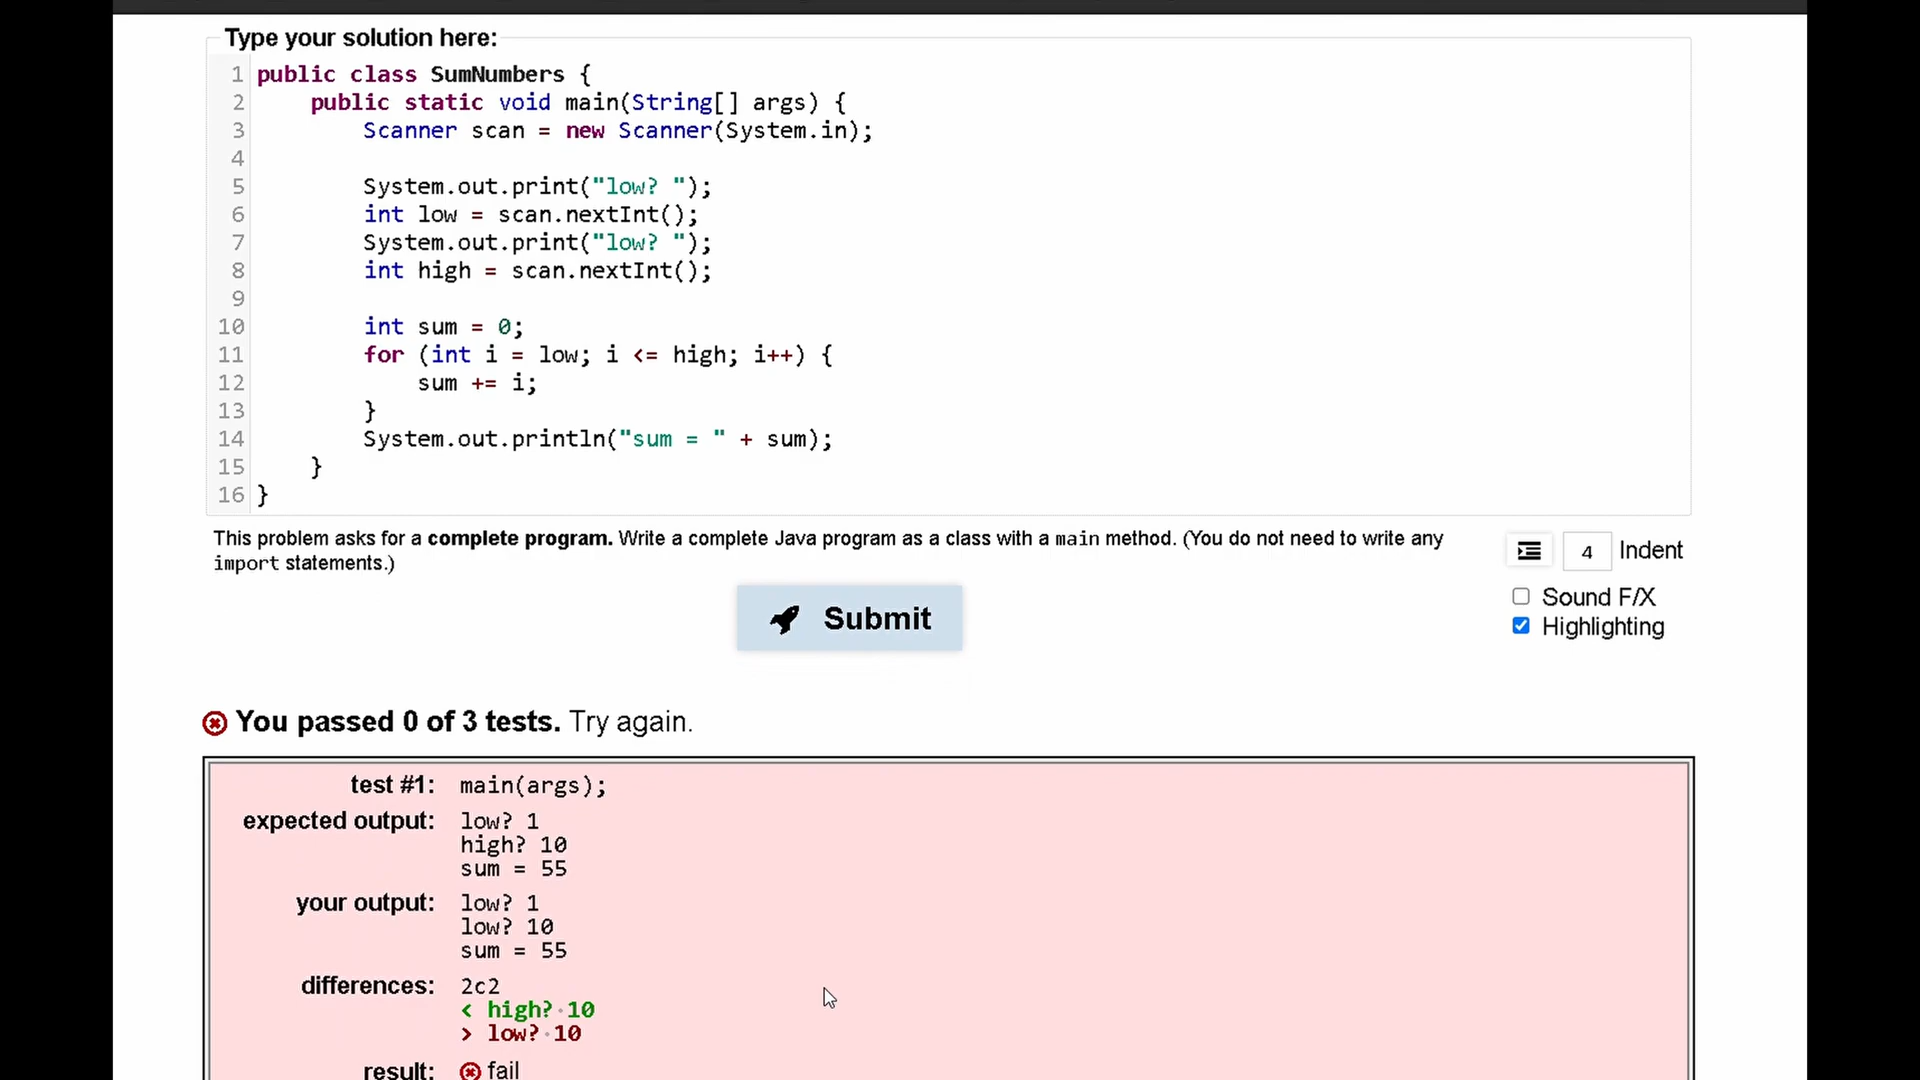 Type your solution here:
1 public class SumNumbers {
2     public static void main(String[] args) {
3         Scanner scan = new Scanner(System.in);
4
5         System.out.print("low? ");
6         int low = scan.nextInt();
7         System.out.print("low? ");
8         int high = scan.nextInt();
9
10         int sum = 0;
11         for (int i = low; i <= high; i++) {
12             sum += i;
13         }
14         System.out.println("sum = " + sum);
15     }
16 }
This problem asks for a complete program. Write a complete Java program as a class with a main method. (You do not need to write any
import statements.)
4 Indent
Sound F/X
Highlighting
Submit
You passed 0 of 3 tests. Try again.
test #1: main(args);
expected output: low? 1
high? 10
sum = 55
your output: low? 1
low? 10
sum = 55
differences: 2c2
< high?·10
> low?·10
result: fail